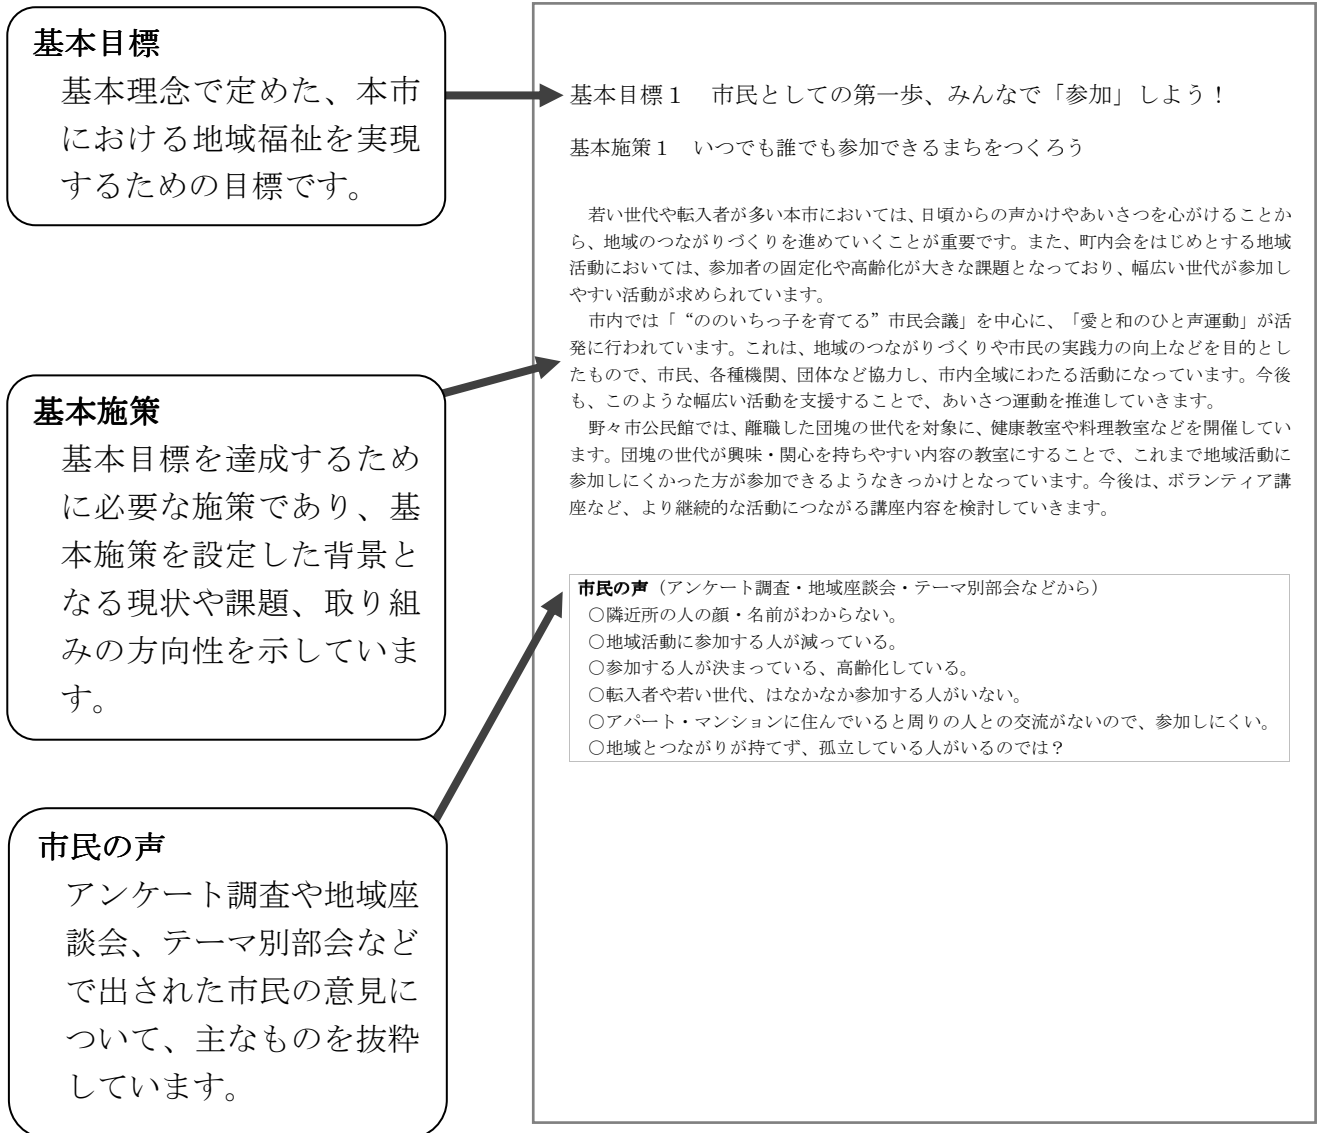 基本目標
基本理念で定めた、本市
における地域福祉を実現
するための目標です。
基本施策
基本目標を達成するため
に必要な施策であり、基
本施策を設定した背景と
なる現状や課題、取り組
みの方向性を示していま
す。
市民の声
アンケート調査や地域座
談会、テーマ別部会など
で出された市民の意見に
ついて、主なものを抜粋
しています。
基本目標１　市民としての第一歩、みんなで「参加」しよう！
基本施策１　いつでも誰でも参加できるまちをつくろう
若い世代や転入者が多い本市においては、日頃からの声かけやあいさつを心がけることか
ら、地域のつながりづくりを進めていくことが重要です。また、町内会をはじめとする地域
活動においては、参加者の固定化や高齢化が大きな課題となっており、幅広い世代が参加し
やすい活動が求められています。
市内では「“ののいちっ子を育てる”市民会議」を中心に、「愛と和のひと声運動」が活
発に行われています。これは、地域のつながりづくりや市民の実践力の向上などを目的とし
たもので、市民、各種機関、団体など協力し、市内全域にわたる活動になっています。今後
も、このような幅広い活動を支援することで、あいさつ運動を推進していきます。
野々市公民館では、離職した団塊の世代を対象に、健康教室や料理教室などを開催してい
ます。団塊の世代が興味・関心を持ちやすい内容の教室にすることで、これまで地域活動に
参加しにくかった方が参加できるようなきっかけとなっています。今後は、ボランティア講
座など、より継続的な活動につながる講座内容を検討していきます。
市民の声（アンケート調査・地域座談会・テーマ別部会などから）
○隣近所の人の顔・名前がわからない。
○地域活動に参加する人が減っている。
○参加する人が決まっている、高齢化している。
○転入者や若い世代、はなかなか参加する人がいない。
○アパート・マンションに住んでいると周りの人との交流がないので、参加しにくい。
○地域とつながりが持てず、孤立している人がいるのでは？